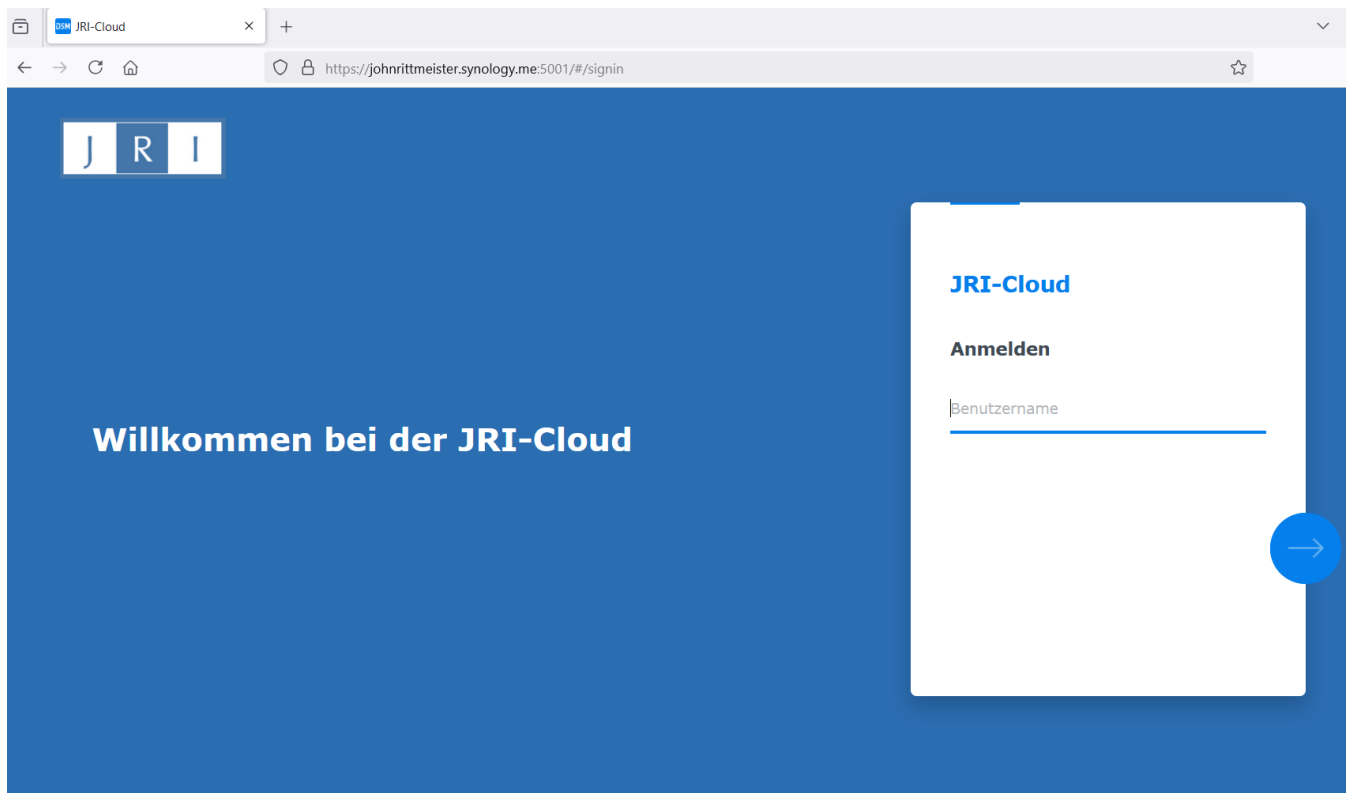 DSM JRI-Cloud
https://johnrittmeister.synology.me:5001/#/signin
J R I
JRI-Cloud
Anmelden
Benutzername
Willkommen bei der JRI-Cloud